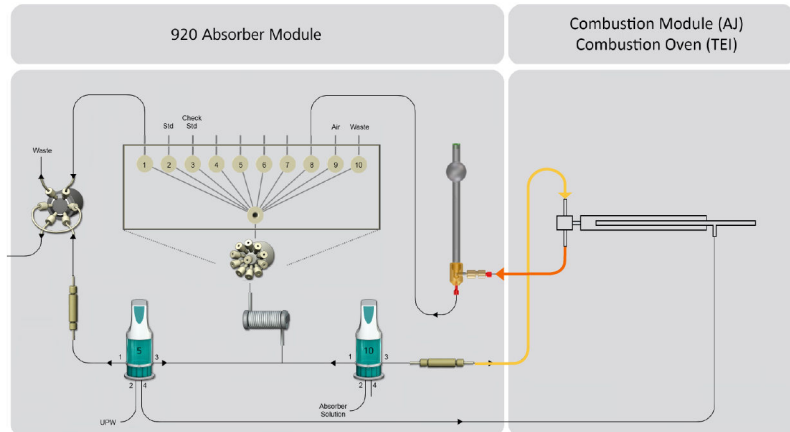 920 Absorber Module
Combustion Module (AJ)
Combustion Oven (TEI)
Waste
Std
Check
Std
Air
Waste
1
2
3
4
5
6
7
8
9
10
5
1
3
2
4
UPW
10
1
3
2
4
Absorber
Solution